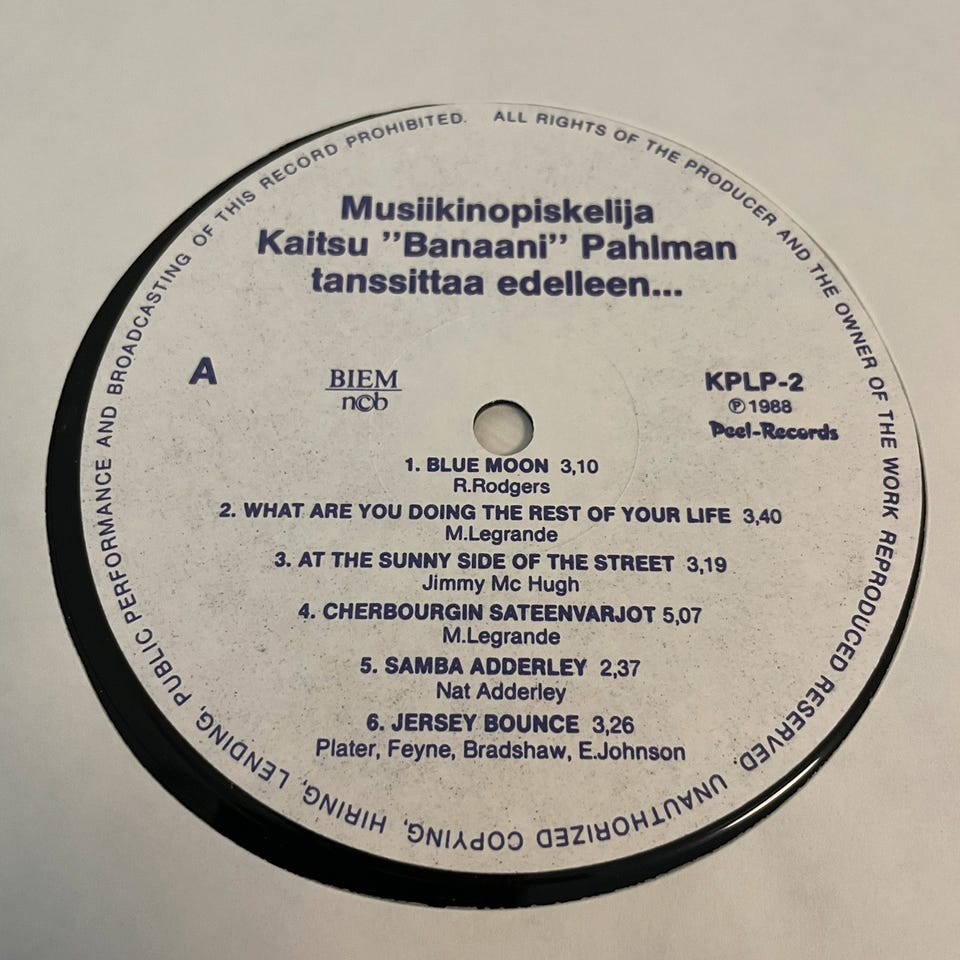 ALL RIGHTS OF THE PRODUCER AND THE OWNER OF THE WORK REPRODUCED RESERVED. UNAUTHORIZED COPYING, HIRING, LENDING, PUBLIC PERFORMANCE AND BROADCASTING OF THIS RECORD PROHIBITED.
Musiikinopiskelija
Kaitsu ”Banaani” Pahlman
tanssittaa edelleen...
A
BIEM
ncb
KPLP-2
℗ 1988
Peel-Records
1. BLUE MOON 3,10
R.Rodgers
2. WHAT ARE YOU DOING THE REST OF YOUR LIFE 3,40
M.Legrande
3. AT THE SUNNY SIDE OF THE STREET 3,19
Jimmy Mc Hugh
4. CHERBOURGIN SATEENVARJOT 5,07
M.Legrande
5. SAMBA ADDERLEY 2,37
Nat Adderley
6. JERSEY BOUNCE 3,26
Plater, Feyne, Bradshaw, E.Johnson